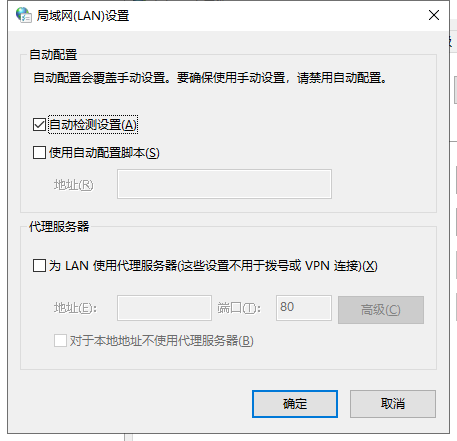 局域网(LAN)设置
自动配置
自动配置会覆盖手动设置。要确保使用手动设置，请禁用自动配置。
自动检测设置(A)
使用自动配置脚本(S)
地址(R)
代理服务器
为 LAN 使用代理服务器(这些设置不用于拨号或 VPN 连接)(X)
地址(E): 端口(T): 80 高级(C)
对于本地地址不使用代理服务器(B)
确定 取消